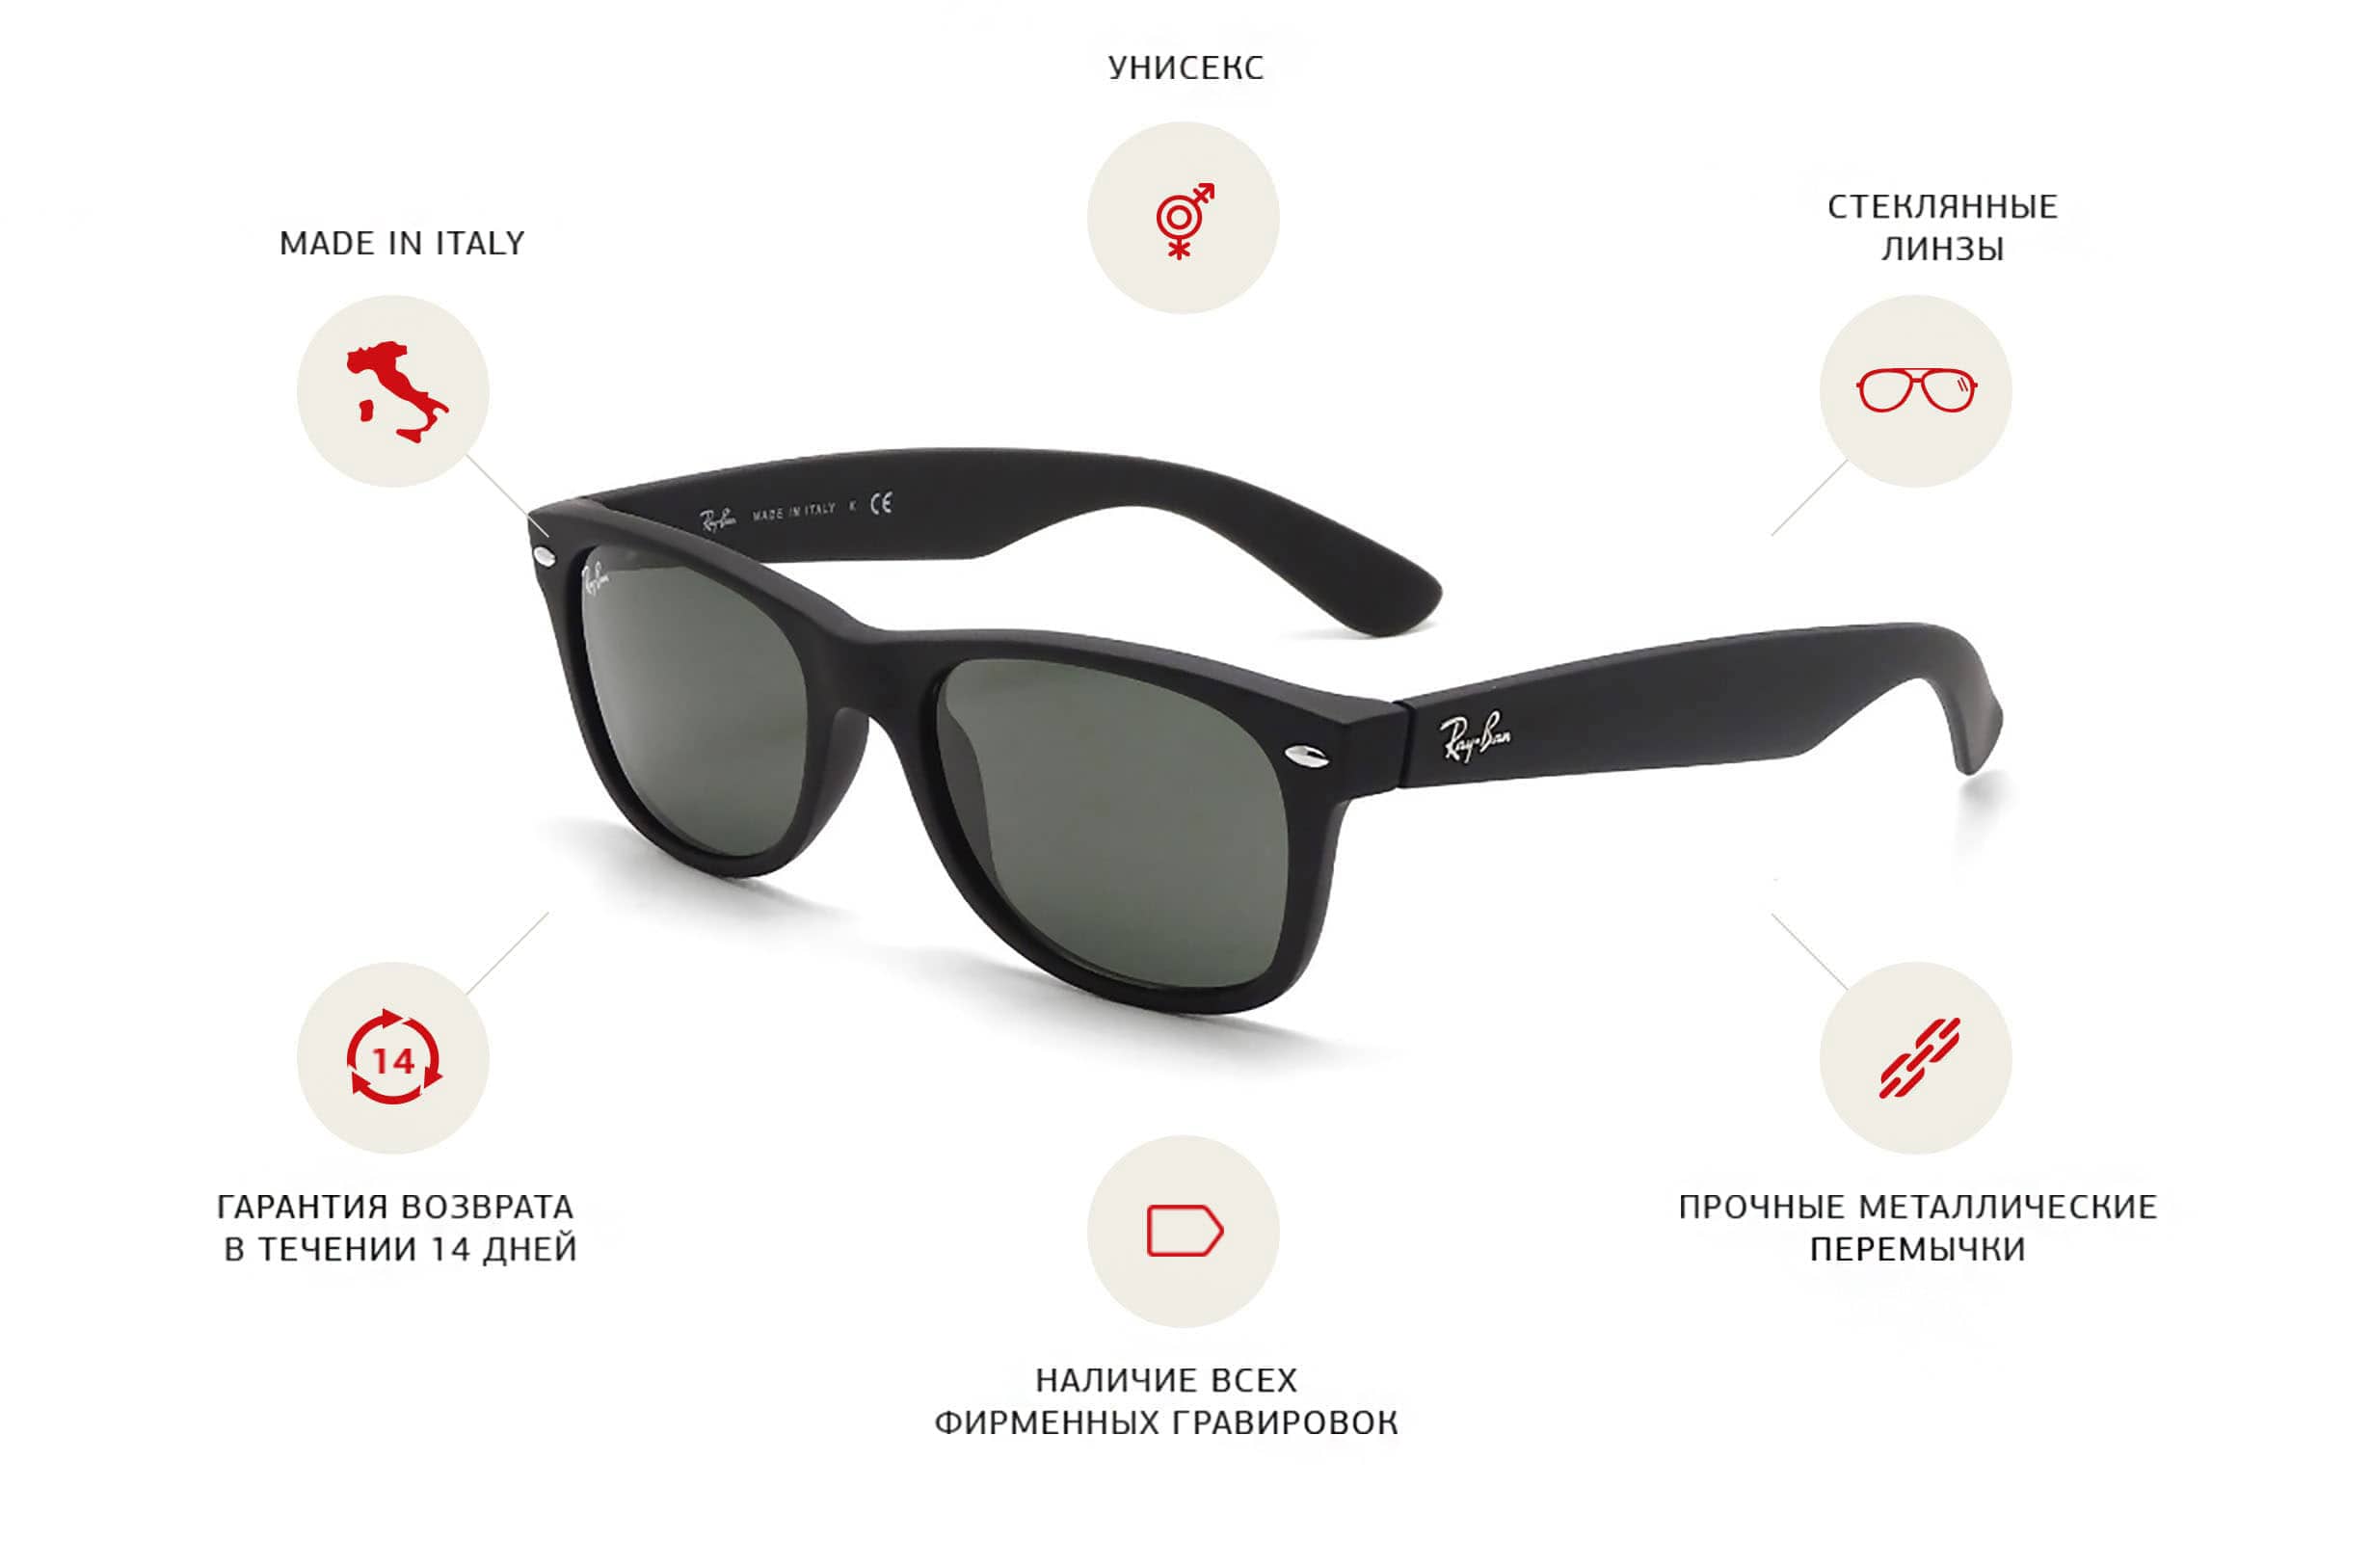 УНИСЕКС
MADE IN ITALY
СТЕКЛЯННЫЕ
ЛИНЗЫ
Ray-Ban MADE IN ITALY K CE
Ray-Ban
Ray-Ban
14
ГАРАНТИЯ ВОЗВРАТА
В ТЕЧЕНИИ 14 ДНЕЙ
ПРОЧНЫЕ МЕТАЛЛИЧЕСКИЕ
ПЕРЕМЫЧКИ
НАЛИЧИЕ ВСЕХ
ФИРМЕННЫХ ГРАВИРОВОК